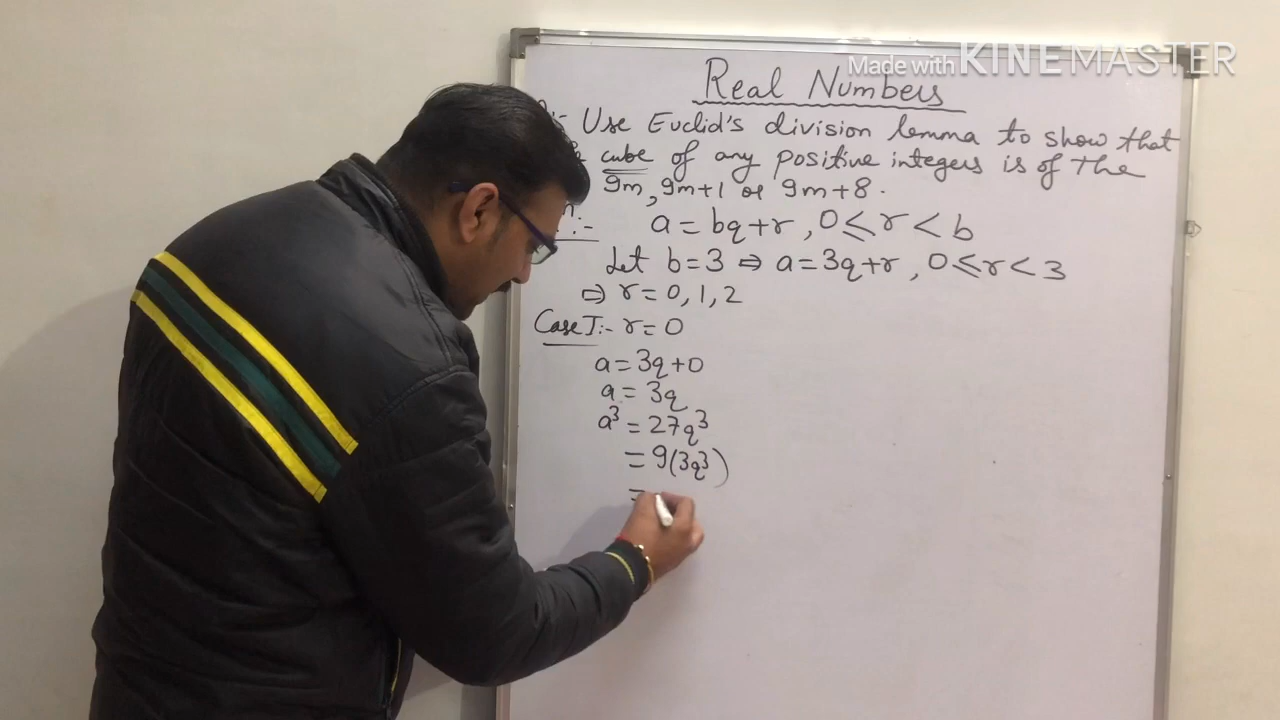 Made with KINEMASTER
Real Numbers
:- Use Euclid's division lemma to show that
cube of any positive integers is of the
9m, 9m+1 or 9m+8.
n:- a = bq+r, 0 ≤ r < b
Let b=3 ⇒ a=3q+r, 0 ≤ r < 3
⇒ r = 0, 1, 2
Case I:- r = 0
a = 3q+0
a = 3q
a³ = 27q³
= 9(3q³)
=